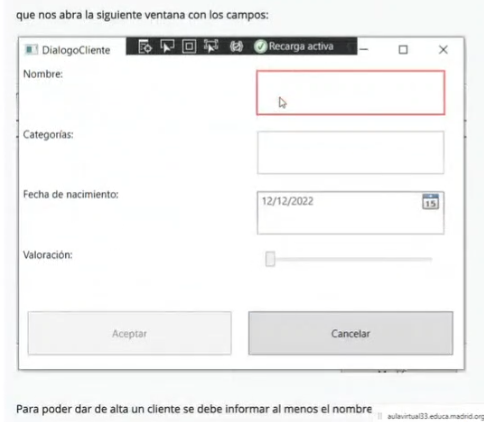 que nos abra la siguiente ventana con los campos:
DialogoCliente
Recarga activa
Nombre:
Categorías:
Fecha de nacimiento:
12/12/2022
15
Valoración:
Aceptar
Cancelar
Para poder dar de alta un cliente se debe informar al menos el nombre
aulavirtual33.educa.madrid.org